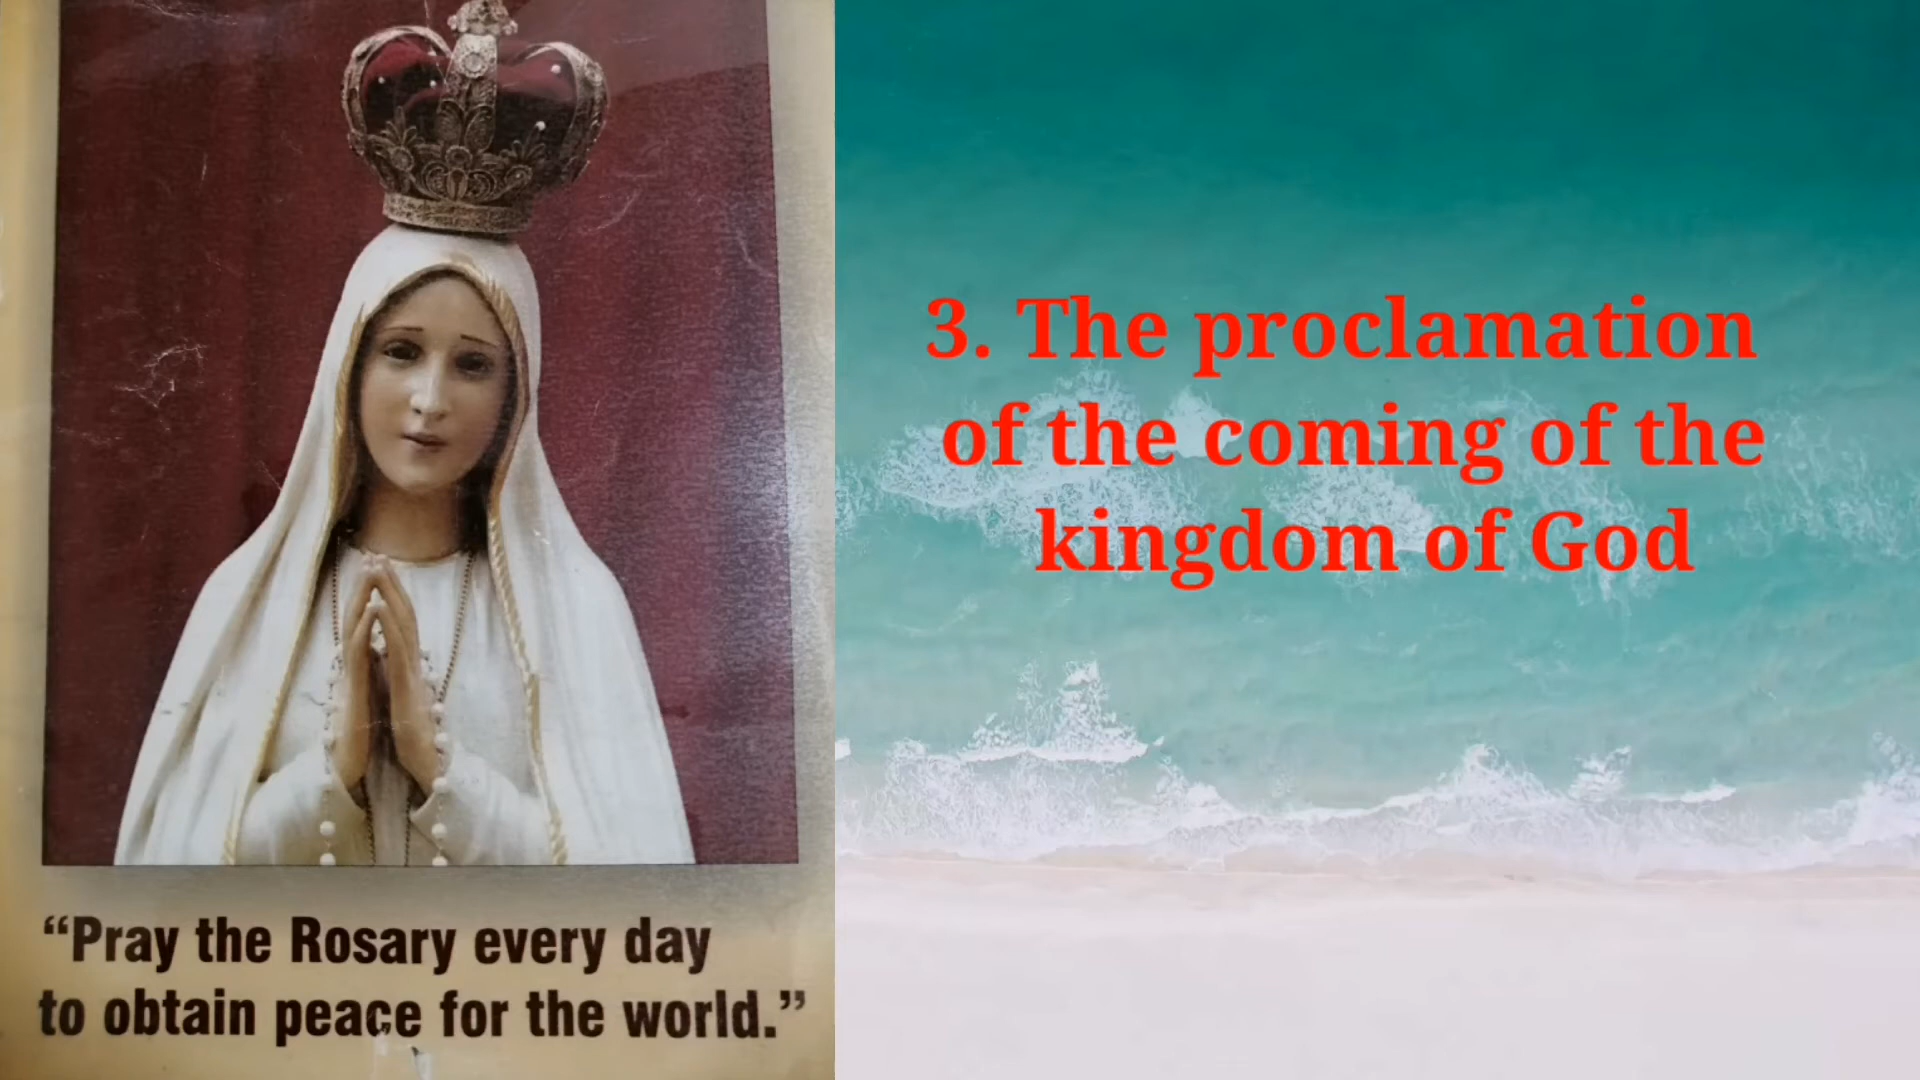 “Pray the Rosary every day
to obtain peace for the world.”
3. The proclamation
of the coming of the
kingdom of God